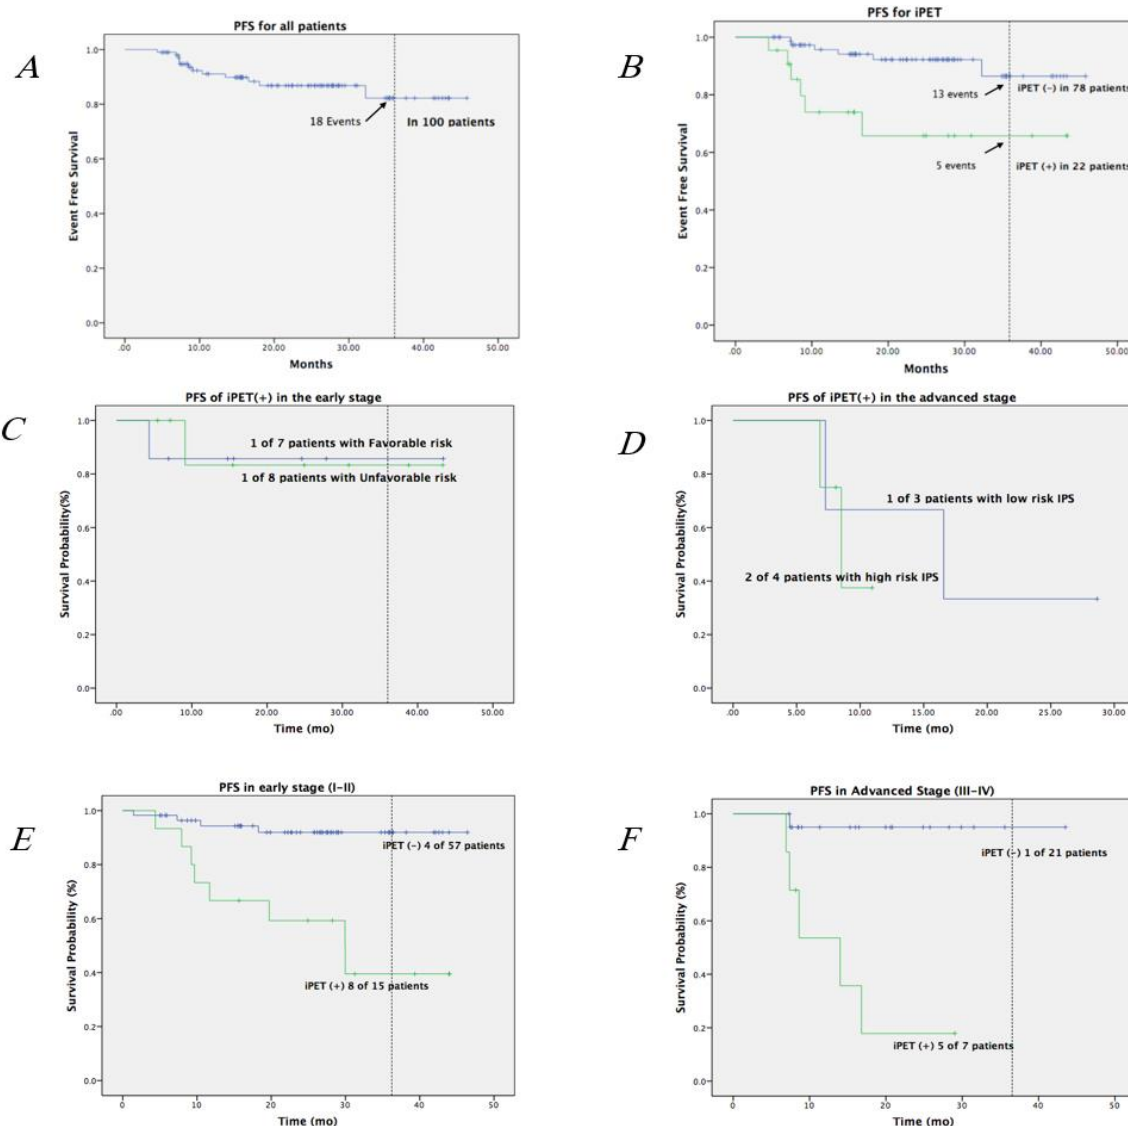 A
PFS for all patients
Event Free Survival
1.0
0.8
0.6
0.4
0.2
0.0
18 Events
In 100 patients
.00 10.00 20.00 30.00 40.00 50.00
Months
B
PFS for iPET
Event Free Survival
1.0
0.8
0.6
0.4
0.2
0.0
13 events
iPET (-) in 78 patients
5 events
iPET (+) in 22 patients
.00 10.00 20.00 30.00 40.00 50.00
Months
C
PFS of iPET(+) in the early stage
Survival Probability(%)
1.0
0.8
0.6
0.4
0.2
0.0
1 of 7 patients with Favorable risk
1 of 8 patients with Unfavorable risk
.00 10.00 20.00 30.00 40.00 50.00
Time (mo)
D
PFS of iPET(+) in the advanced stage
Survival Probability(%)
1.0
0.8
0.6
0.4
0.2
0.0
1 of 3 patients with low risk IPS
2 of 4 patients with high risk IPS
.00 5.00 10.00 15.00 20.00 25.00 30.00
Time (mo)
E
PFS in early stage (I-II)
Survival Probability (%)
1.0
0.8
0.6
0.4
0.2
0.0
iPET (-) 4 of 57 patients
iPET (+) 8 of 15 patients
0 10 20 30 40 50
Time (mo)
F
PFS in Advanced Stage (III-IV)
Survival Probability (%)
1.0
0.8
0.6
0.4
0.2
0.0
iPET (-) 1 of 21 patients
iPET (+) 5 of 7 patients
0 10 20 30 40 50
Time (mo)